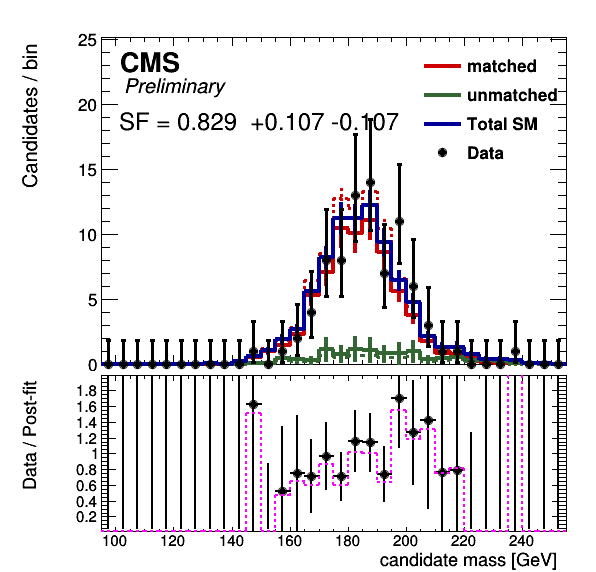 25
20
15
10
5
0
Candidates / bin
CMS
Preliminary
SF = 0.829 +0.107 -0.107
matched
unmatched
Total SM
Data
1.8
1.6
1.4
1.2
1
0.8
0.6
0.4
0.2
Data / Post-fit
100 120 140 160 180 200 220 240
candidate mass [GeV]